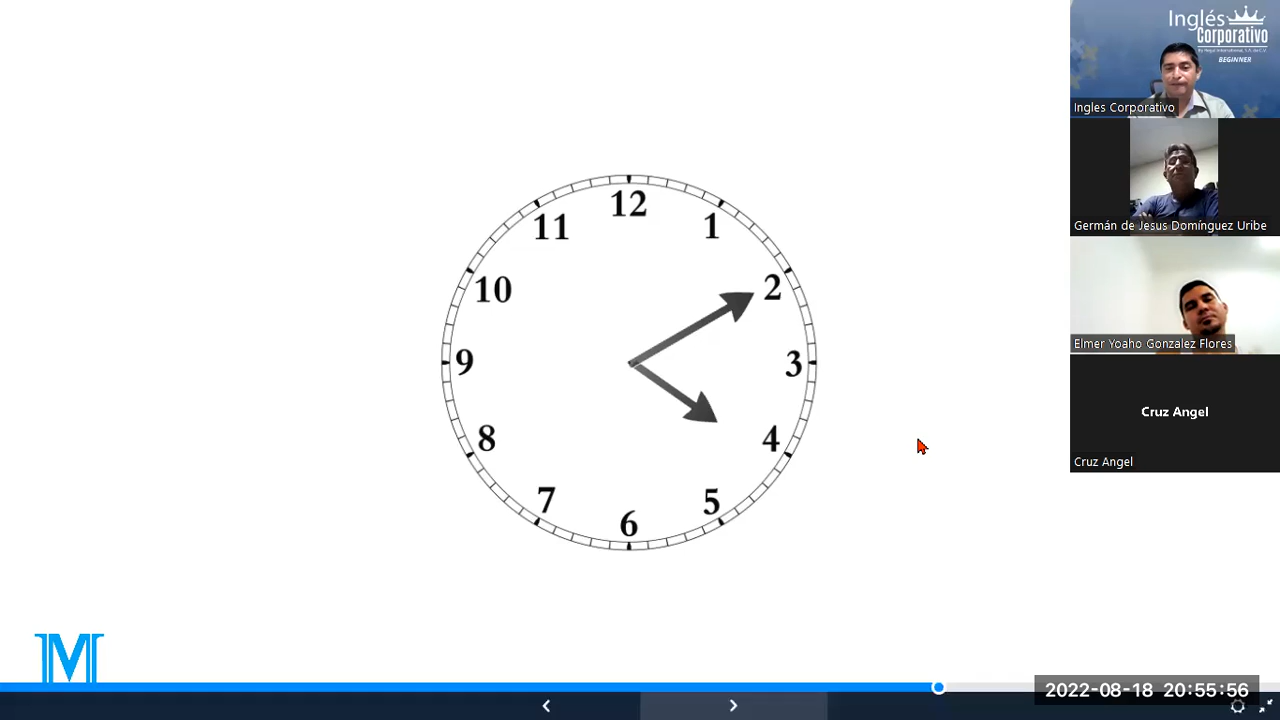 12
11
1
10
2
9
3
8
4
7
5
6
M
2022-08-18 20:55:56
Inglés
Corporativo
BEGINNER
Ingles Corporativo
Germán de Jesus Domínguez Uribe
Elmer Yoaho Gonzalez Flores
Cruz Angel
Cruz Angel